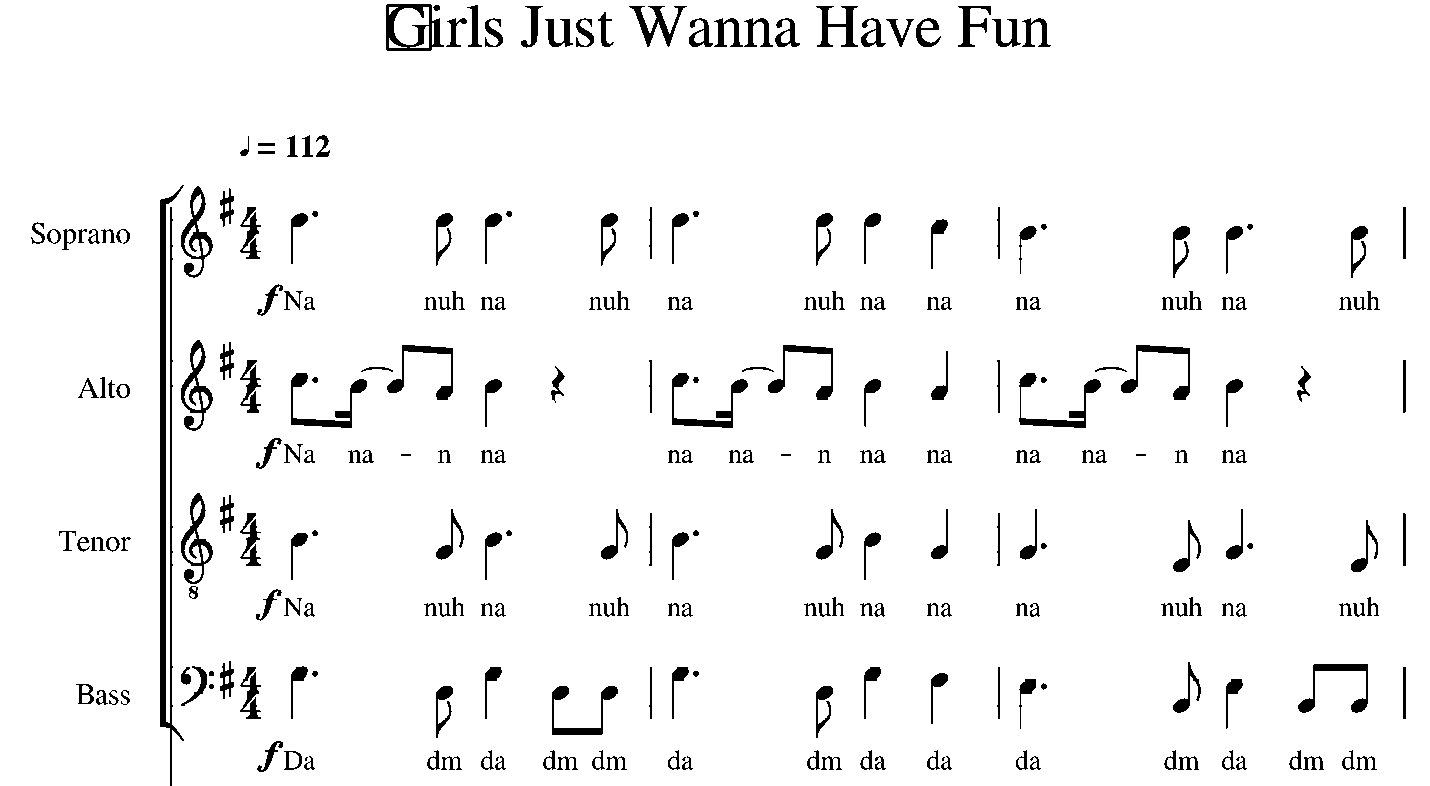 Girls Just Wanna Have Fun
♩ = 112
Soprano
f Na nuh na nuh na nuh na na na nuh na nuh
Alto
f Na na - n na na na - n na na na na - n na
Tenor
8
f Na nuh na nuh na nuh na na na nuh na nuh
Bass
f Da dm da dm dm da dm da da da dm da dm dm